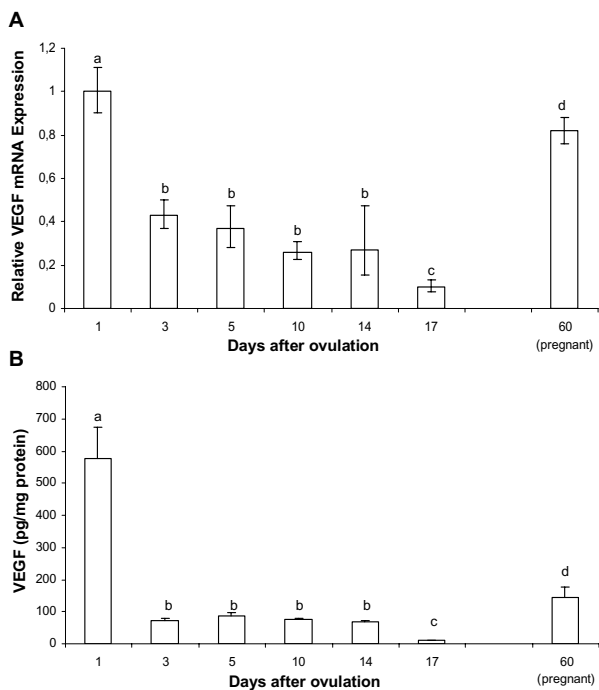 A
Relative VEGF mRNA Expression
1,2
1
0,8
0,6
0,4
0,2
0
a
b
b
b
b
c
d
1 3 5 10 14 17 60
(pregnant)
Days after ovulation
B
VEGF (pg/mg protein)
800
700
600
500
400
300
200
100
0
a
b
b
b
b
c
d
1 3 5 10 14 17 60
(pregnant)
Days after ovulation